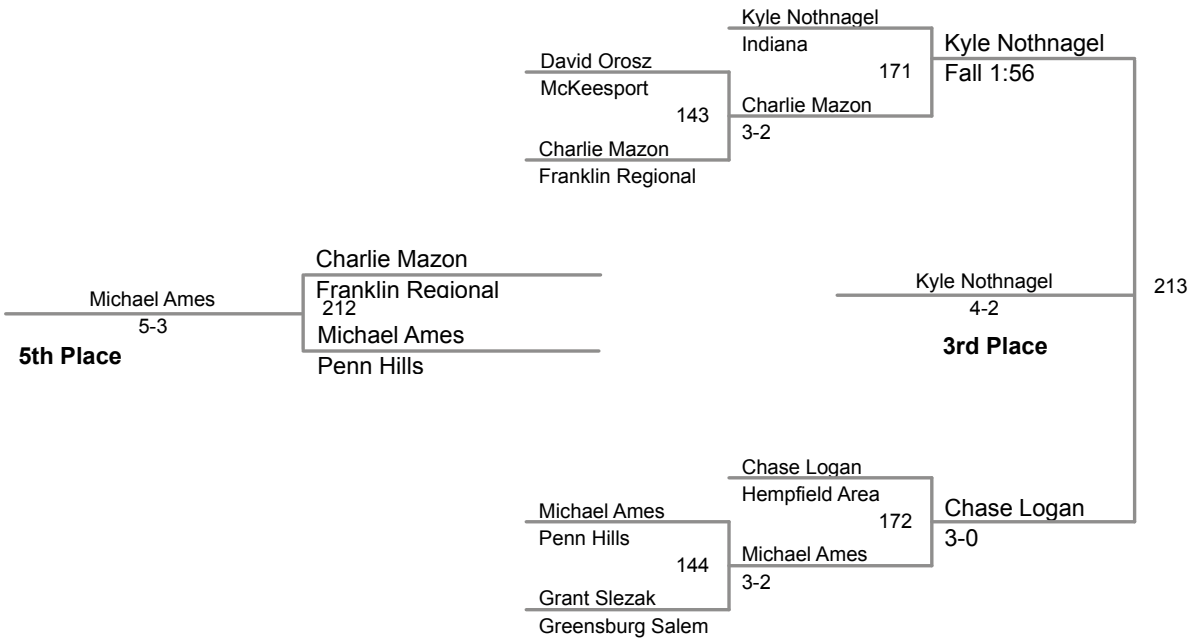 Kyle Nothnagel
Indiana
Kyle Nothnagel
171
Fall 1:56
David Orosz
McKeesport
143
Charlie Mazon
3-2
Charlie Mazon
Franklin Regional
Charlie Mazon
Franklin Regional
212
Michael Ames
5-3
5th Place
Michael Ames
Penn Hills
Kyle Nothnagel
4-2
213
3rd Place
Chase Logan
Hempfield Area
172
Chase Logan
3-0
Michael Ames
Penn Hills
144
Michael Ames
3-2
Grant Slezak
Greensburg Salem